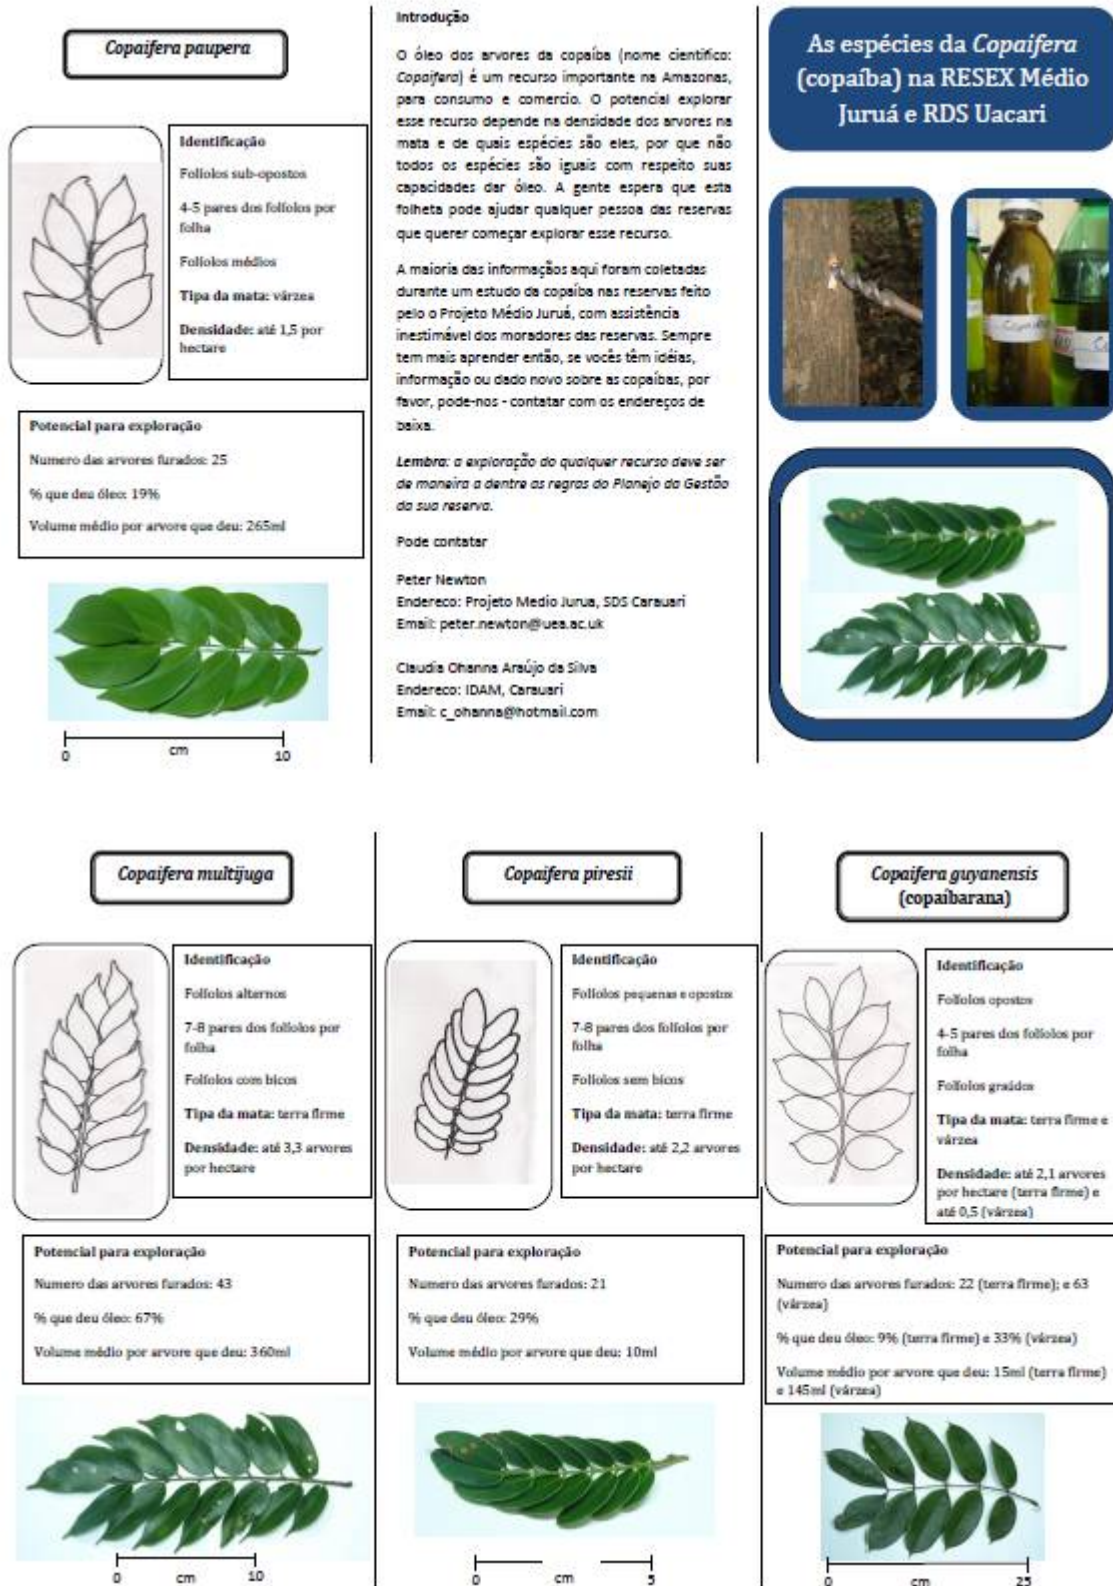 Copaifera paupera
Identificação
Folíolos sub-opostos
4-5 pares dos folíolos por
folha
Folíolos médios
Tipa da mata: várzea
Densidade: até 1,5 por
hectare
Potencial para exploração
Numero das arvores furados: 25
% que deu óleo: 19%
Volume médio por arvore que deu: 265ml
0 cm 10
Introdução
O óleo dos arvores da copaíba (nome cientifico:
Copaifera) é um recurso importante na Amazonas,
para consumo e comercio. O potencial explorar
esse recurso depende na densidade dos arvores na
mata e de quais espécies são eles, por que não
todos os espécies são iguais com respeito suas
capacidades dar óleo. A gente espera que esta
folheta pode ajudar qualquer pessoa das reservas
que querer começar explorar esse recurso.
A maioria das informações aqui foram coletadas
durante um estudo da copaíba nas reservas feito
pelo o Projeto Médio Juruá, com assistência
inestimável dos moradores das reservas. Sempre
tem mais aprender então, se vocês têm idéias,
informação ou dado novo sobre as copaíbas, por
favor, pode-nos - contatar com os endereços de
baixa.
Lembra: a exploração do qualquer recurso deve ser
de maneira a dentre as regras do Planejo da Gestão
da sua reserva.
Pode contatar
Peter Newton
Endereco: Projeto Medio Jurua, SDS Carauari
Email: peter.newton@uea.ac.uk
Claudia Ohanna Araújo da Silva
Endereco: IDAM, Carauari
Email: c_ohanna@hotmail.com
As espécies da Copaifera
(copaíba) na RESEX Médio
Juruá e RDS Uacari
Copaifera multijuga
Identificação
Folíolos alternos
7-8 pares dos folíolos por
folha
Folíolos com bicos
Tipa da mata: terra firme
Densidade: até 3,3 arvores
por hectare
Potencial para exploração
Numero das arvores furados: 43
% que deu óleo: 67%
Volume médio por arvore que deu: 360ml
0 cm 10
Copaifera piresii
Identificação
Folíolos pequenas e opostos
7-8 pares dos folíolos por
folha
Folíolos sem bicos
Tipa da mata: terra firme
Densidade: até 2,2 arvores
por hectare
Potencial para exploração
Numero das arvores furados: 21
% que deu óleo: 29%
Volume médio por arvore que deu: 10ml
0 cm 5
Copaifera guyanensis
(copaíbarana)
Identificação
Folíolos opostos
4-5 pares dos folíolos por
folha
Folíolos graúdos
Tipa da mata: terra firme e
várzea
Densidade: até 2,1 arvores
por hectare (terra firme) e
até 0,5 (várzea)
Potencial para exploração
Numero das arvores furados: 22 (terra firme); e 63
(várzea)
% que deu óleo: 9% (terra firme) e 33% (várzea)
Volume médio por arvore que deu: 15ml (terra firme)
e 145ml (várzea)
0 cm 25